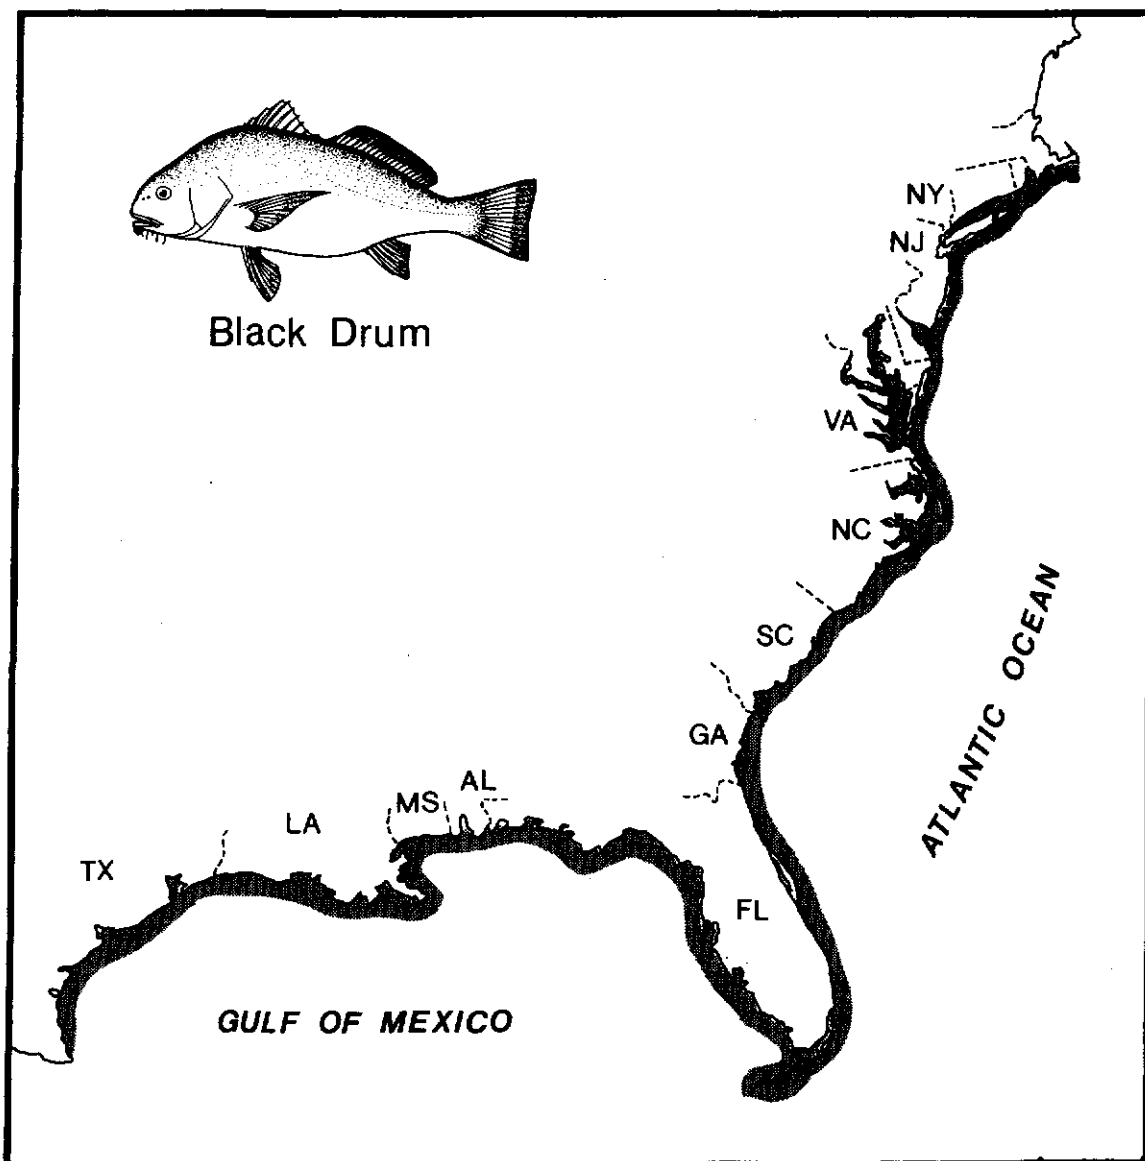 NY
NJ
Black Drum
VA
NC
SC
GA
ATLANTIC OCEAN
AL
MS
LA
TX
FL
GULF OF MEXICO